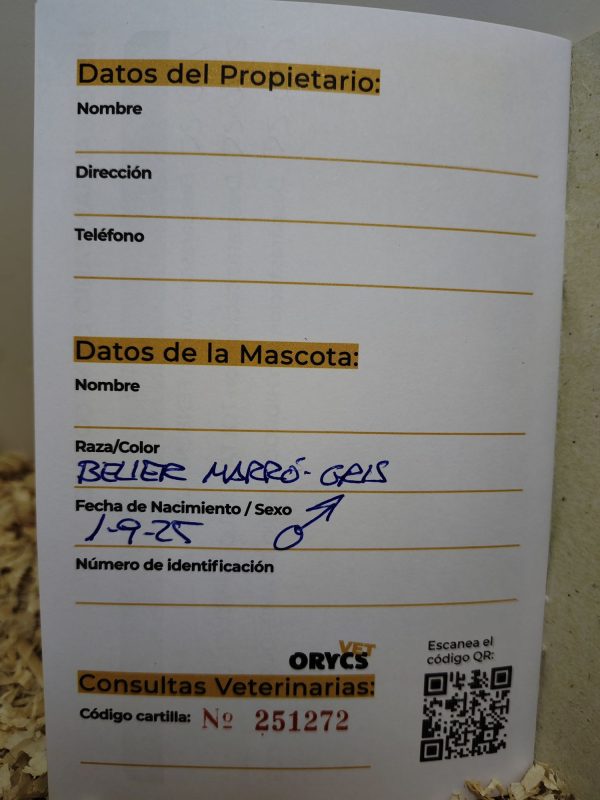 Datos del Propietario:
Nombre
Dirección
Teléfono
Datos de la Mascota:
Nombre
Raza/Color
BELIER MARRÓ-GRIS
Fecha de Nacimiento / Sexo
1-9-25 ♂
Número de identificación
ORYCS VET
Escanea el
código QR:
Consultas Veterinarias:
Código cartilla: Nº 251272